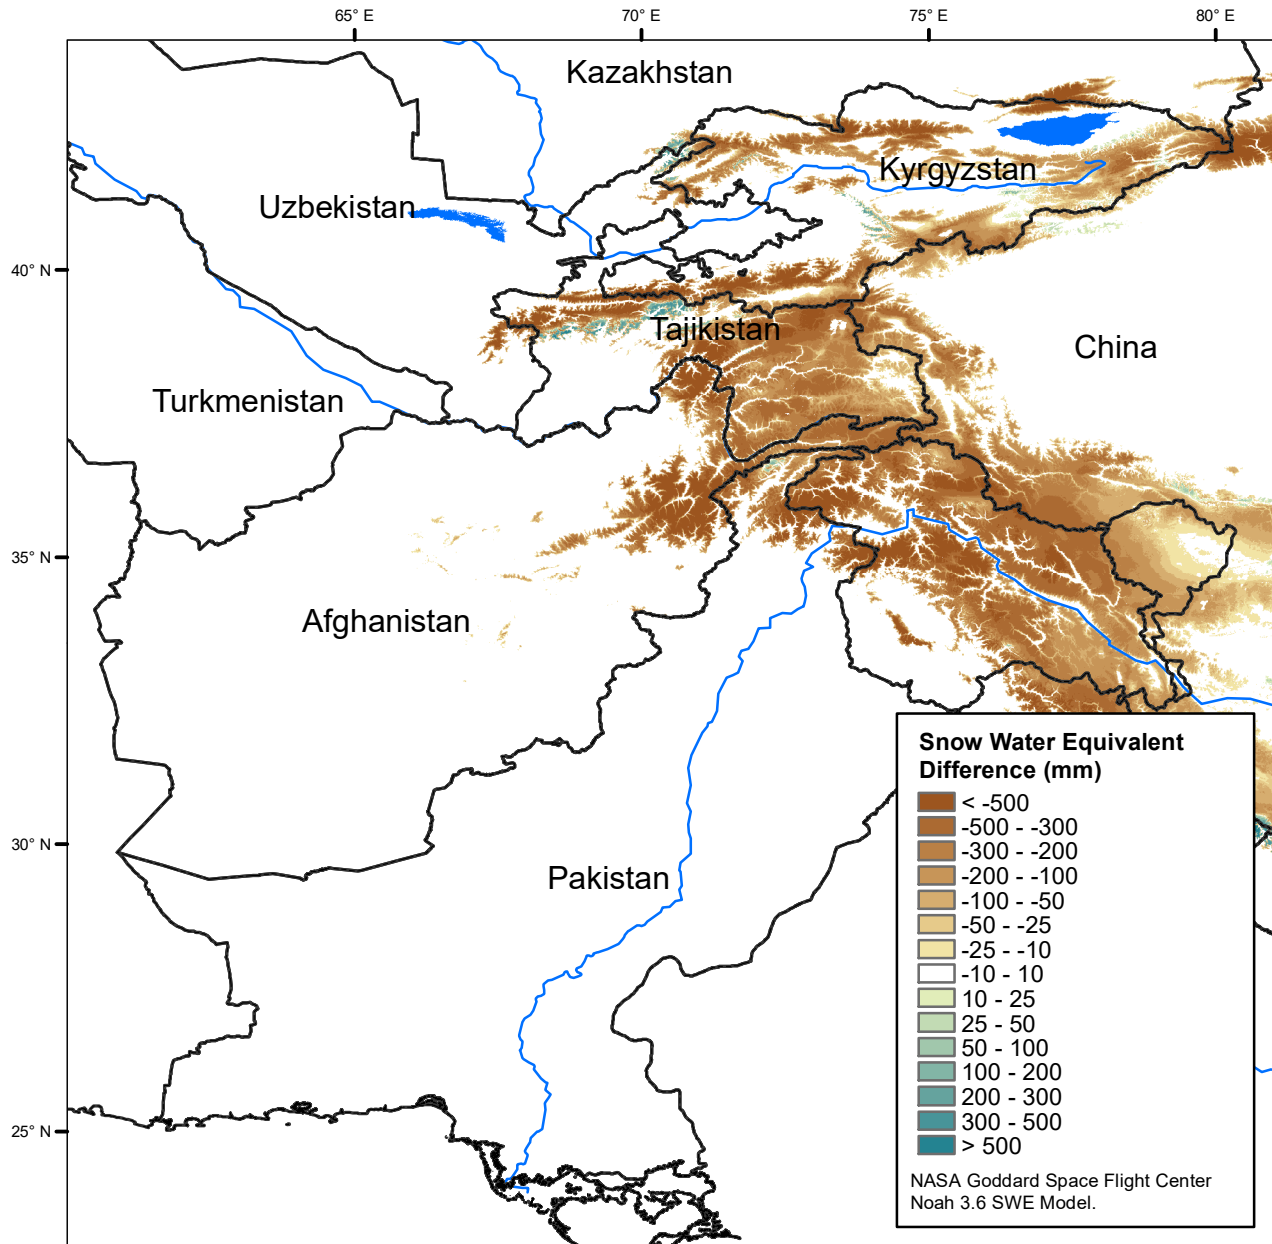 65° E
70° E
75° E
80° E
Kazakhstan
Kyrgyzstan
Uzbekistan
40° N
Tajikistan
China
Turkmenistan
35° N
Afghanistan
30° N
Pakistan
25° N
Snow Water Equivalent
Difference (mm)
< -500
-500 - -300
-300 - -200
-200 - -100
-100 - -50
-50 - -25
-25 - -10
-10 - 10
10 - 25
25 - 50
50 - 100
100 - 200
200 - 300
300 - 500
> 500
NASA Goddard Space Flight Center
Noah 3.6 SWE Model.